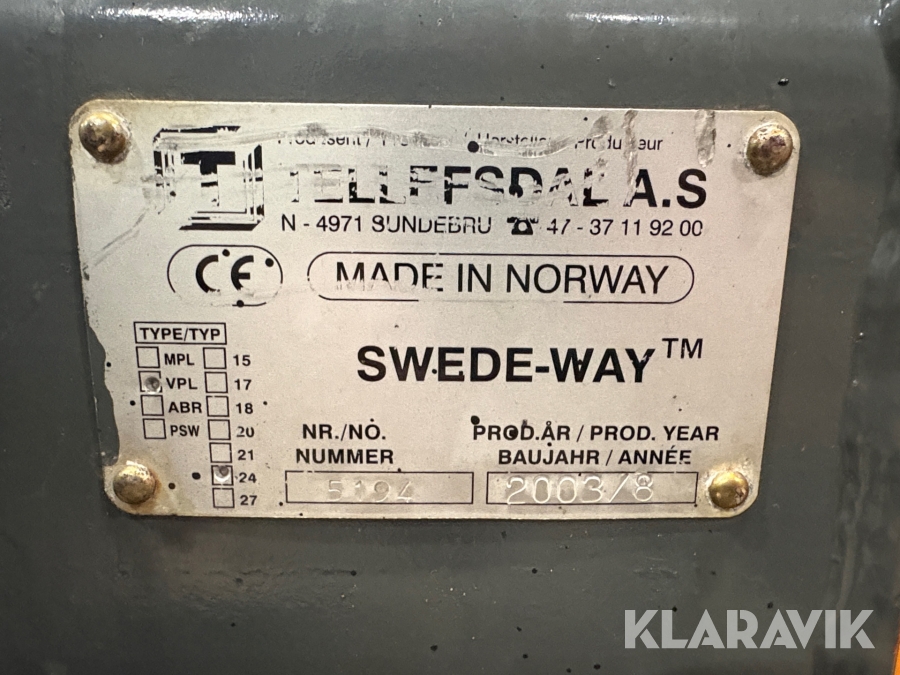 T
TELLEFSDAL A.S
N - 4971 SUNDEBRU ☎ 47 - 37 11 92 00
CE
MADE IN NORWAY
TYPE/TYP
MPL 15
VPL 17
ABR 18
PSW 20
21
24
27
SWEDE-WAY™
NR./NO.
NUMMER
5194
PROD.ÅR / PROD. YEAR
BAUJAHR / ANNÉE
2003/8
KLARAVIK